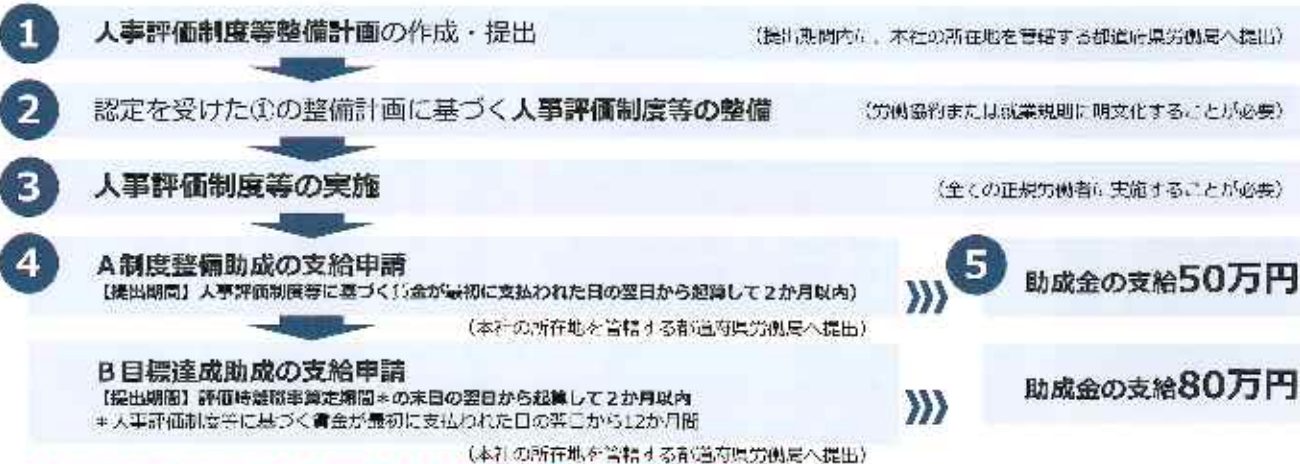 1 人事評価制度等整備計画の作成・提出 (提出期間内に、本社の所在地を管轄する都道府県労働局へ提出)
2 認定を受けた①の整備計画に基づく人事評価制度等の整備 (労働協約または就業規則に明文化することが必要)
3 人事評価制度等の実施 (全ての正規労働者に実施することが必要)
4 A制度整備助成の支給申請
【提出期間】人事評価制度等に基づく賃金が最初に支払われた日の翌日から起算して2か月以内)
(本社の所在地を管轄する都道府県労働局へ提出)
5 助成金の支給50万円
B目標達成助成の支給申請
【提出期間】評価時離職率算定期間*の末日の翌日から起算して2か月以内
*人事評価制度等に基づく賃金が最初に支払われた日の翌日から12か月間
(本社の所在地を管轄する都道府県労働局へ提出)
助成金の支給80万円